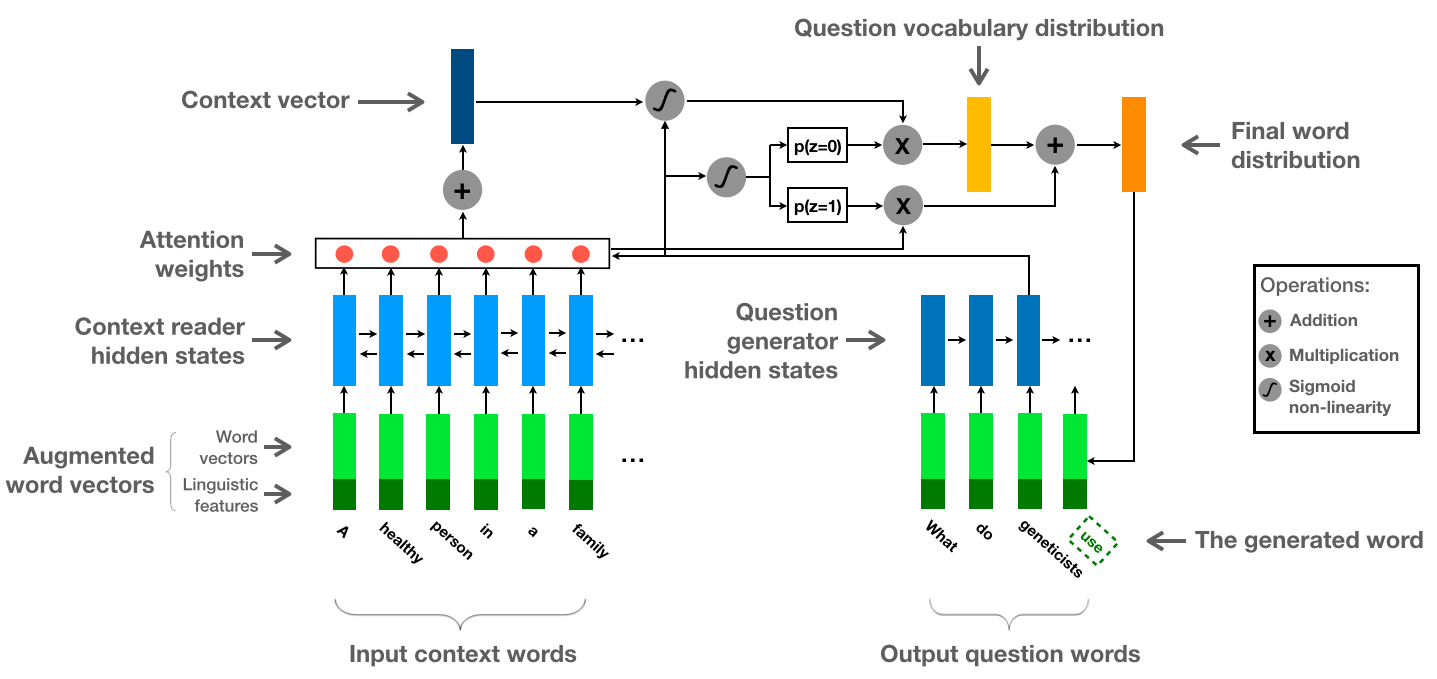 Question vocabulary distribution
Context vector
Final word
distribution
p(z=0)
p(z=1)
+
+
X
X
Attention
weights
Operations:
+ Addition
X Multiplication
∫ Sigmoid
non-linearity
Context reader
hidden states
...
Question
generator
hidden states
...
Augmented
word vectors
Word
vectors
Linguistic
features
...
A
healthy
person
in
a
family
What
do
geneticists
use
The generated word
Input context words
Output question words